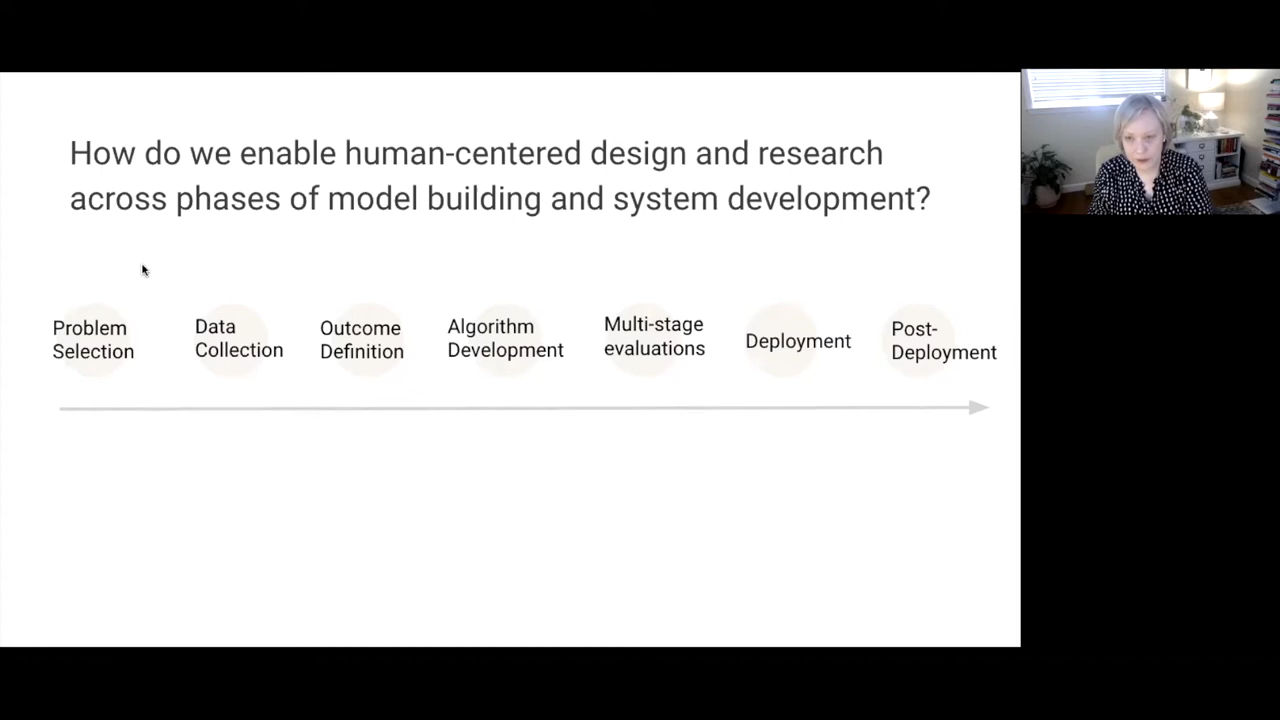 How do we enable human-centered design and research
across phases of model building and system development?
Problem
Selection
Data
Collection
Outcome
Definition
Algorithm
Development
Multi-stage
evaluations
Deployment
Post-
Deployment